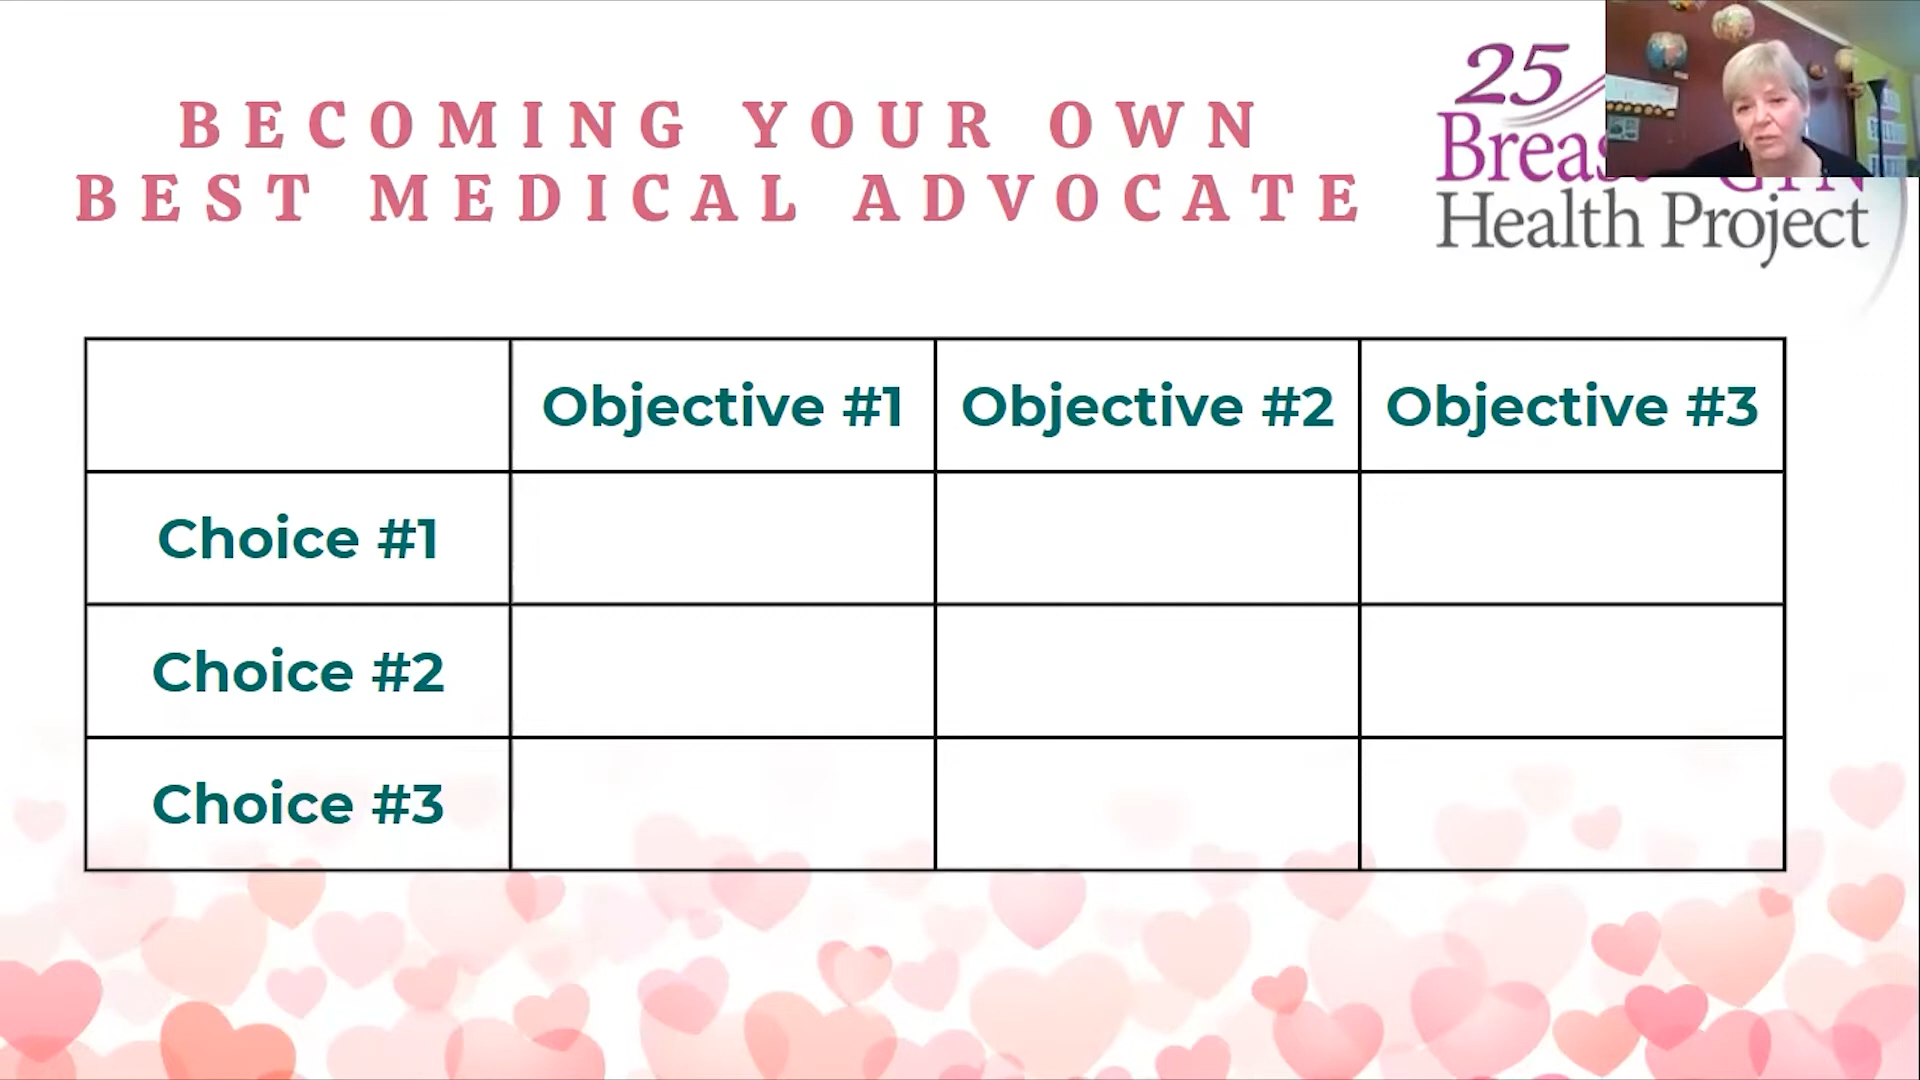 BECOMING YOUR OWN
BEST MEDICAL ADVOCATE
25
Health Project
Objective #1 Objective #2 Objective #3
Choice #1
Choice #2
Choice #3